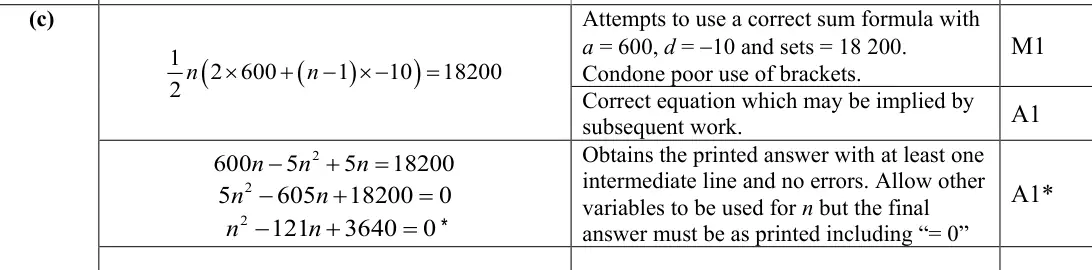 (c)
1/2 n(2×600+(n−1)×−10)=18200
Attempts to use a correct sum formula with
a = 600, d = –10 and sets = 18 200.
Condone poor use of brackets.
M1
Correct equation which may be implied by
subsequent work.
A1
600n−5n²+5n=18200
5n²−605n+18200=0
n²−121n+3640=0*
Obtains the printed answer with at least one
intermediate line and no errors. Allow other
variables to be used for n but the final
answer must be as printed including “= 0”
A1*